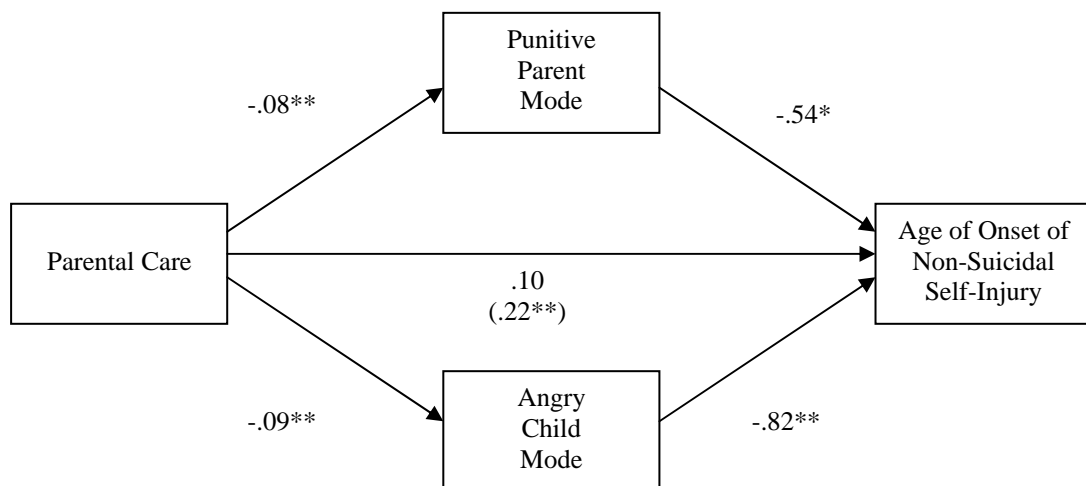 Punitive
Parent
Mode
-.08**
-.54*
Parental Care
Age of Onset of
Non-Suicidal
Self-Injury
.10
(.22**)
-.09**
Angry
Child
Mode
-.82**